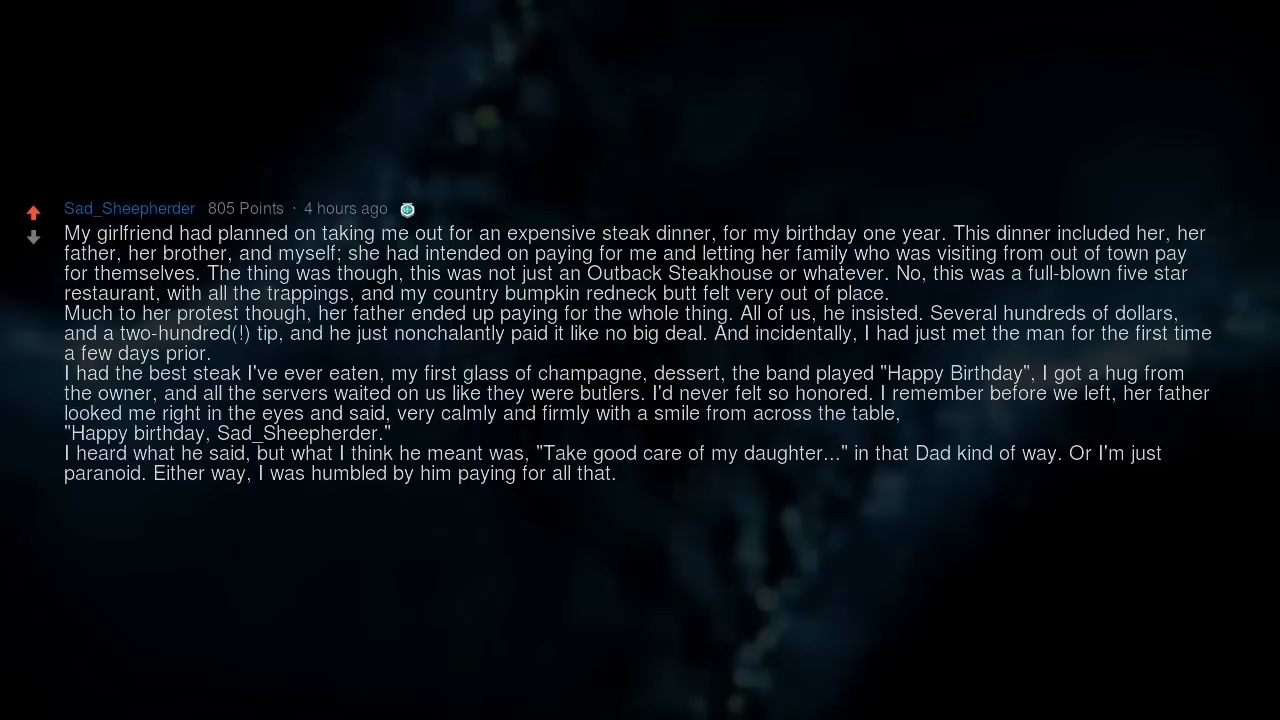 Sad_Sheepherder 805 Points · 4 hours ago
My girlfriend had planned on taking me out for an expensive steak dinner, for my birthday one year. This dinner included her, her
father, her brother, and myself; she had intended on paying for me and letting her family who was visiting from out of town pay
for themselves. The thing was though, this was not just an Outback Steakhouse or whatever. No, this was a full-blown five star
restaurant, with all the trappings, and my country bumpkin redneck butt felt very out of place.
Much to her protest though, her father ended up paying for the whole thing. All of us, he insisted. Several hundreds of dollars,
and a two-hundred(!) tip, and he just nonchalantly paid it like no big deal. And incidentally, I had just met the man for the first time
a few days prior.
I had the best steak I've ever eaten, my first glass of champagne, dessert, the band played "Happy Birthday", I got a hug from
the owner, and all the servers waited on us like they were butlers. I'd never felt so honored. I remember before we left, her father
looked me right in the eyes and said, very calmly and firmly with a smile from across the table,
"Happy birthday, Sad_Sheepherder."
I heard what he said, but what I think he meant was, "Take good care of my daughter..." in that Dad kind of way. Or I'm just
paranoid. Either way, I was humbled by him paying for all that.